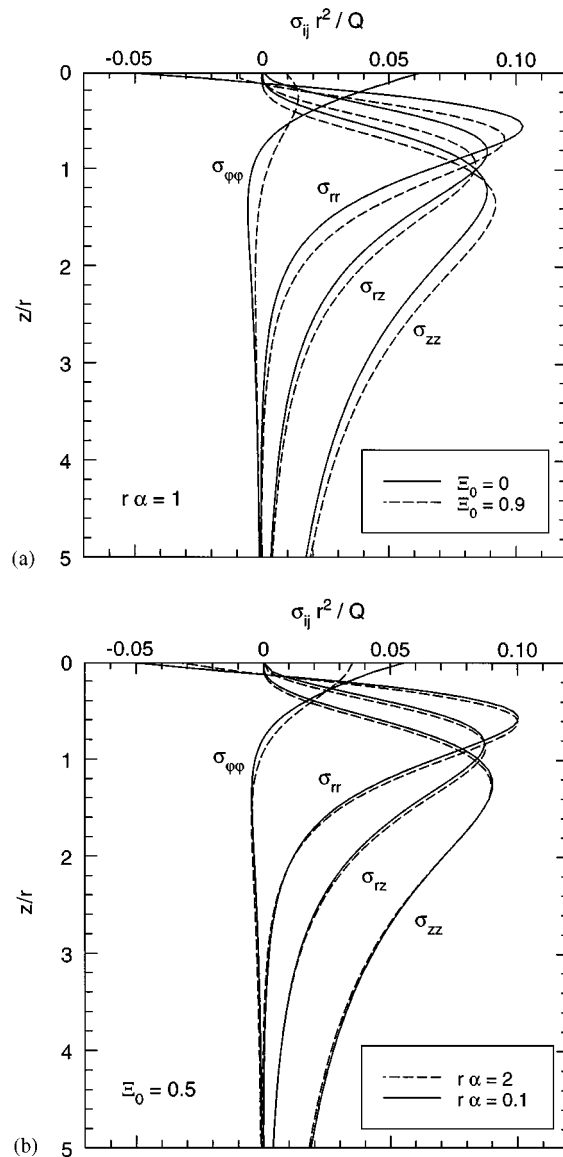 σij r² / Q
-0.05 0 0.05 0.10
0
1
2
3
4
5
z/r
σφφ
σrr
σrz
σzz
r α = 1
Ξ0 = 0
Ξ0 = 0.9
(a)
σij r² / Q
-0.05 0 0.05 0.10
0
1
2
3
4
5
z/r
σφφ
σrr
σrz
σzz
Ξ0 = 0.5
r α = 2
r α = 0.1
(b)